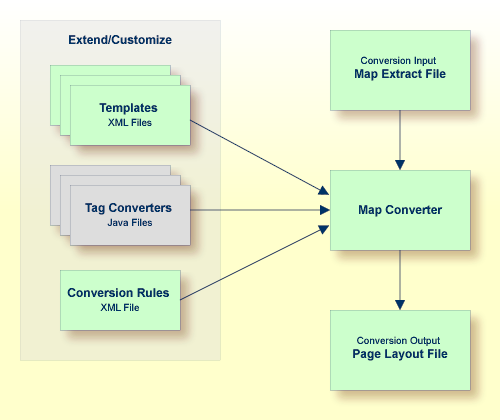 Extend/Customize
Templates
XML Files
Tag Converters
Java Files
Conversion Rules
XML File
Conversion Input
Map Extract File
Map Converter
Conversion Output
Page Layout File